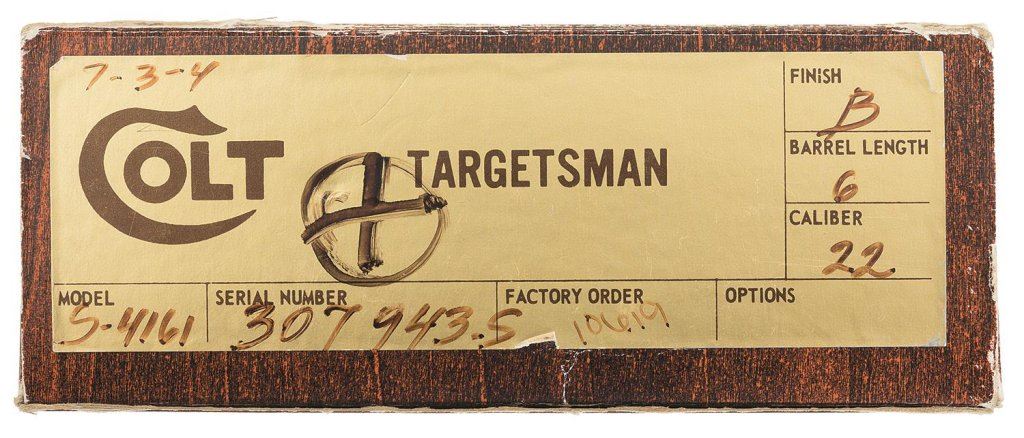 7-3-4
COLT
TARGETSMAN
FINISH
B
BARREL LENGTH
6
CALIBER
22
MODEL
S-4161
SERIAL NUMBER
307943-S
FACTORY ORDER
10619
OPTIONS